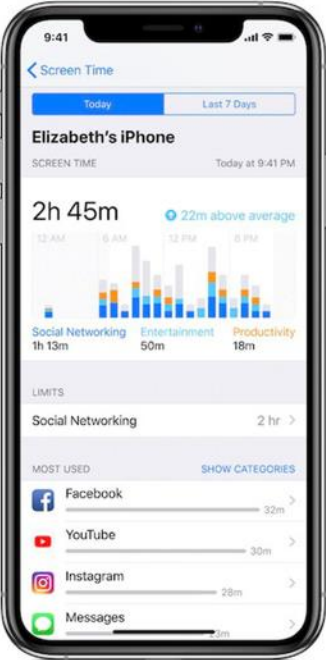 9:41
Screen Time
Today Last 7 Days
Elizabeth's iPhone
SCREEN TIME Today at 9:41 PM
2h 45m 22m above average
12 AM 6 AM 12 PM 6 PM
Social Networking Entertainment Productivity
1h 13m 50m 18m
LIMITS
Social Networking 2 hr
MOST USED SHOW CATEGORIES
Facebook
32m
YouTube
30m
Instagram
28m
Messages
23m